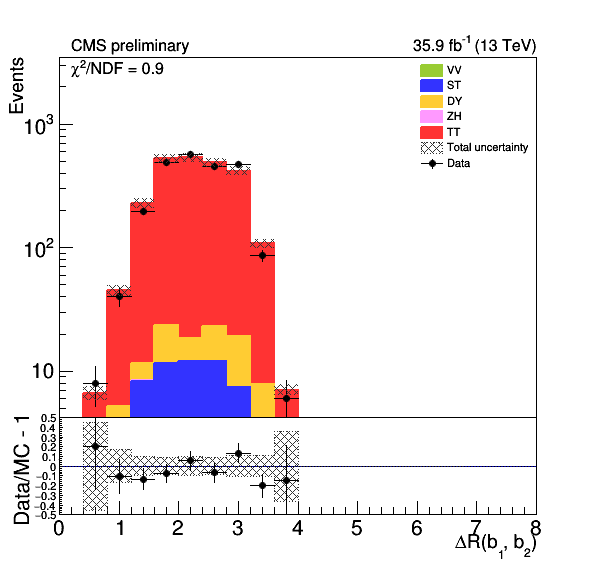 CMS preliminary
35.9 fb⁻¹ (13 TeV)
χ²/NDF = 0.9
Events
10³
10²
10
VV
ST
DY
ZH
TT
Total uncertainty
Data
Data/MC - 1
0.5
0.4
0.3
0.2
0.1
0
−0.1
−0.2
−0.3
−0.4
−0.5
0 1 2 3 4 5 6 7 8
ΔR(b₁, b₂)